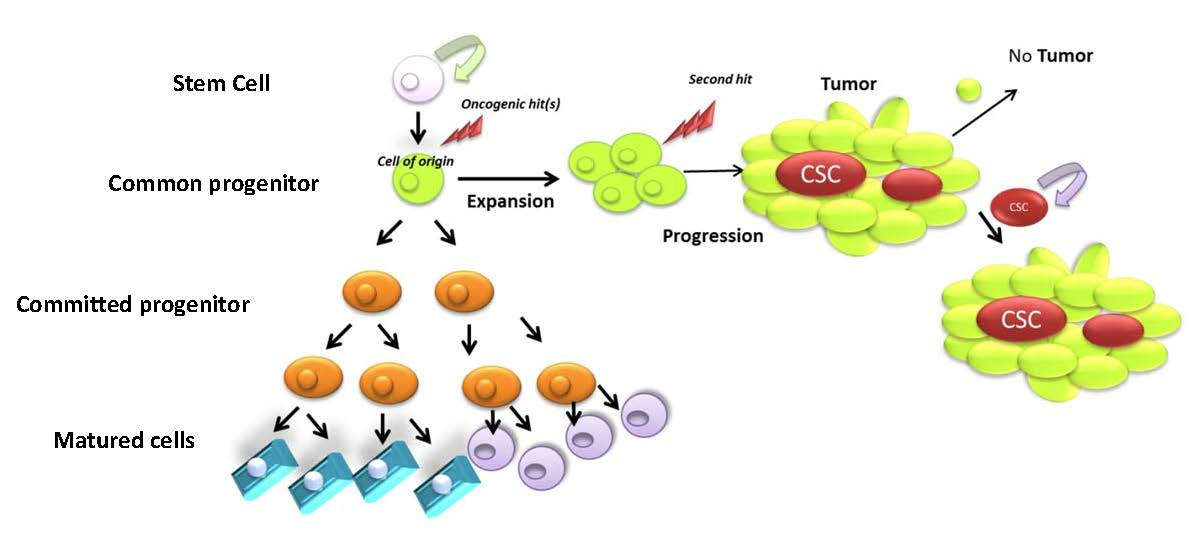 Stem Cell
Oncogenic hit(s)
Second hit
Tumor
No Tumor
Cell of origin
Common progenitor
Expansion
CSC
CSC
Progression
Committed progenitor
CSC
Matured cells